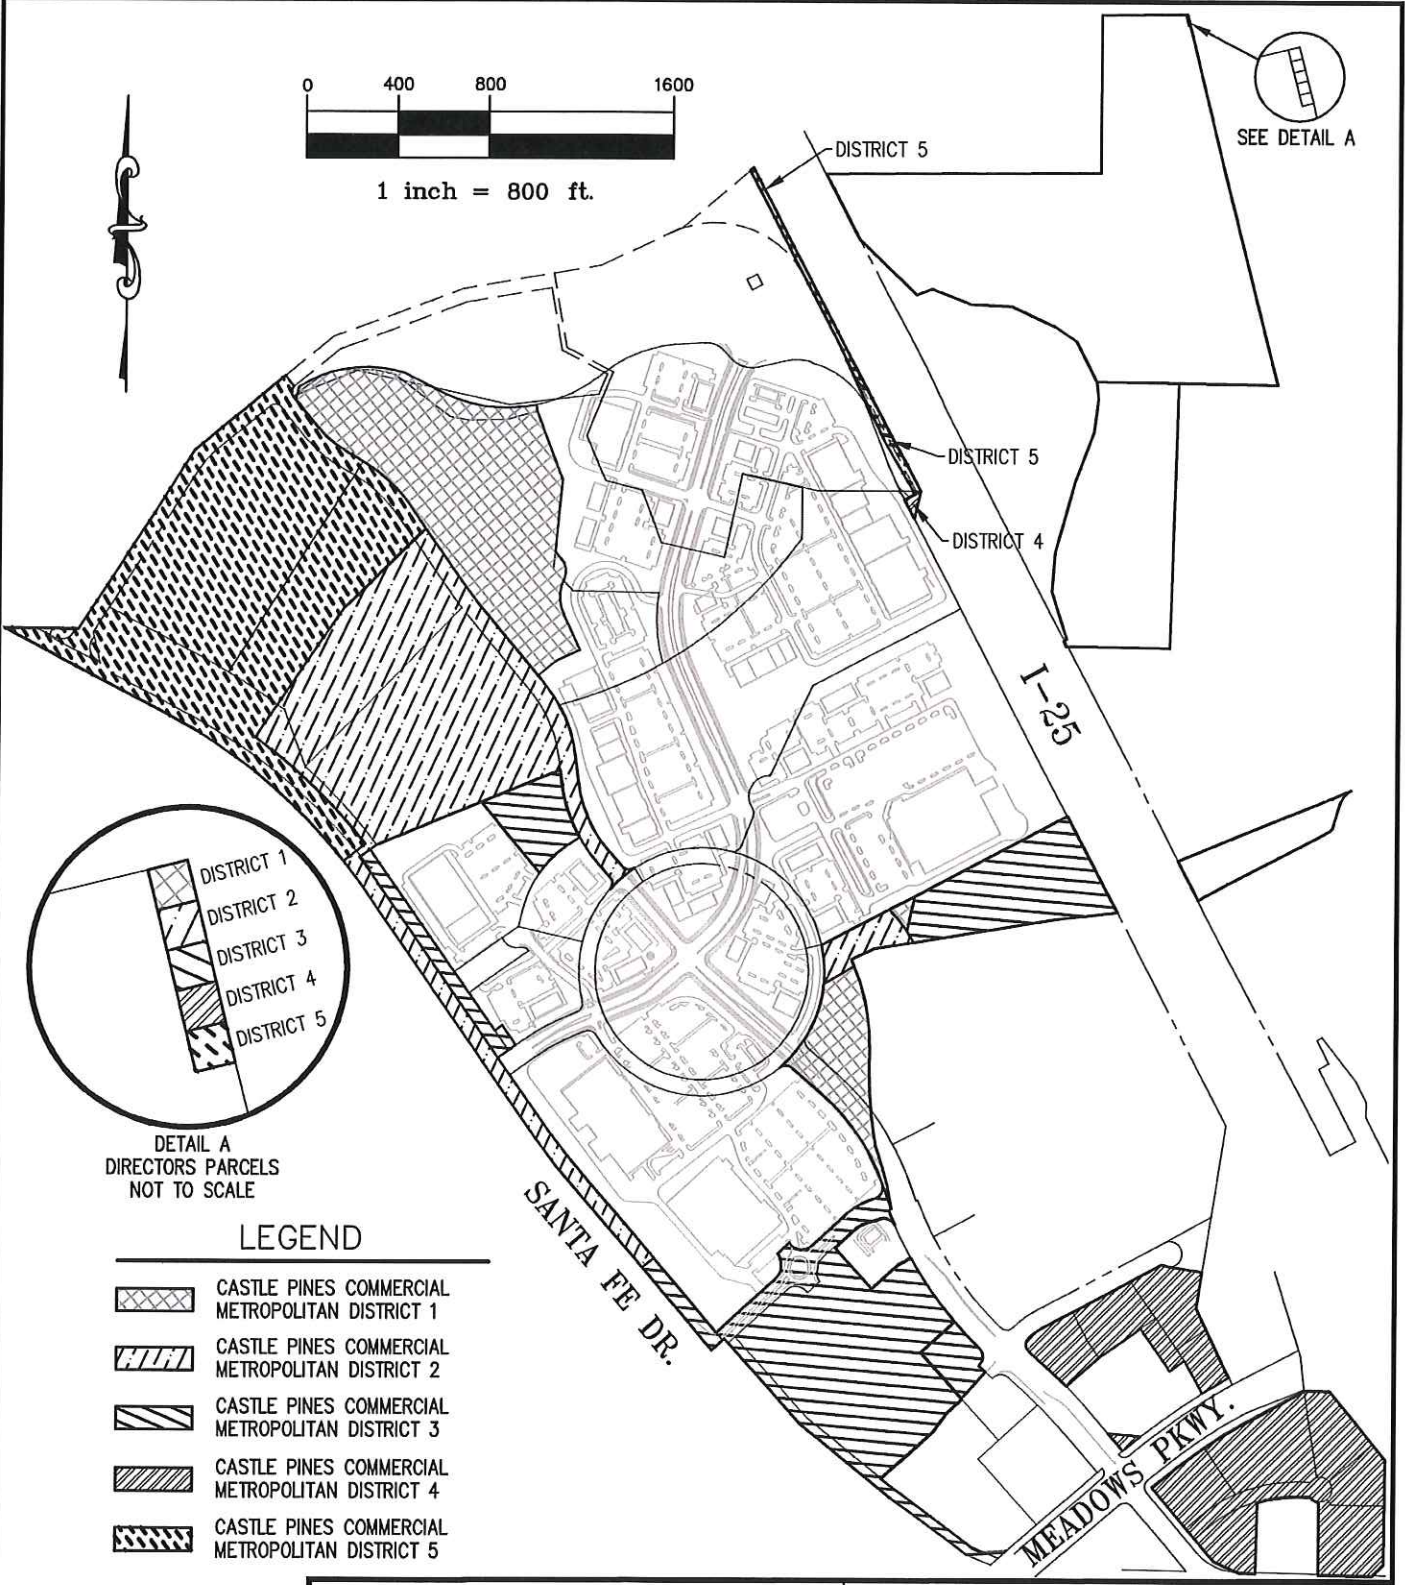 0 400 800 1600
1 inch = 800 ft.
SEE DETAIL A
DISTRICT 5
DISTRICT 5
DISTRICT 4
I-25
DISTRICT 1
DISTRICT 2
DISTRICT 3
DISTRICT 4
DISTRICT 5
DETAIL A
DIRECTORS PARCELS
NOT TO SCALE
SANTA FE DR.
MEADOWS PKWY.
LEGEND
CASTLE PINES COMMERCIAL
METROPOLITAN DISTRICT 1
CASTLE PINES COMMERCIAL
METROPOLITAN DISTRICT 2
CASTLE PINES COMMERCIAL
METROPOLITAN DISTRICT 3
CASTLE PINES COMMERCIAL
METROPOLITAN DISTRICT 4
CASTLE PINES COMMERCIAL
METROPOLITAN DISTRICT 5